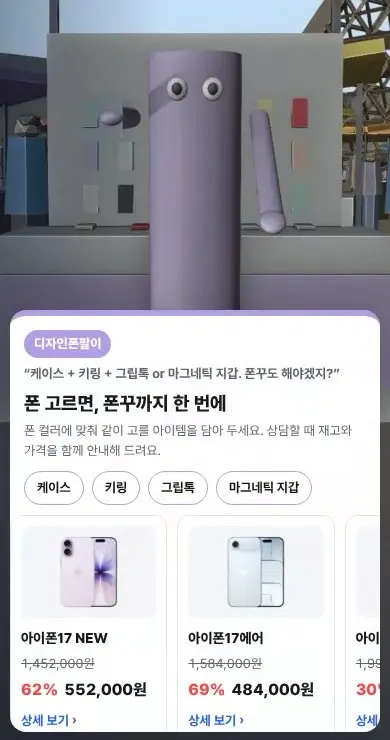 디자인폰팔이
“케이스 + 키링 + 그립톡 or 마그네틱 지갑. 폰꾸도 해야겠지?”
폰 고르면, 폰꾸까지 한 번에
폰 컬러에 맞춰 같이 고를 아이템을 담아 두세요. 상담할 때 재고와
가격을 함께 안내해 드려요.
케이스 키링 그립톡 마그네틱 지갑
아이폰17 NEW 아이폰17에어
1,452,000원 1,584,000원
62% 552,000원 69% 484,000원 30
상세 보기 › 상세 보기 ›